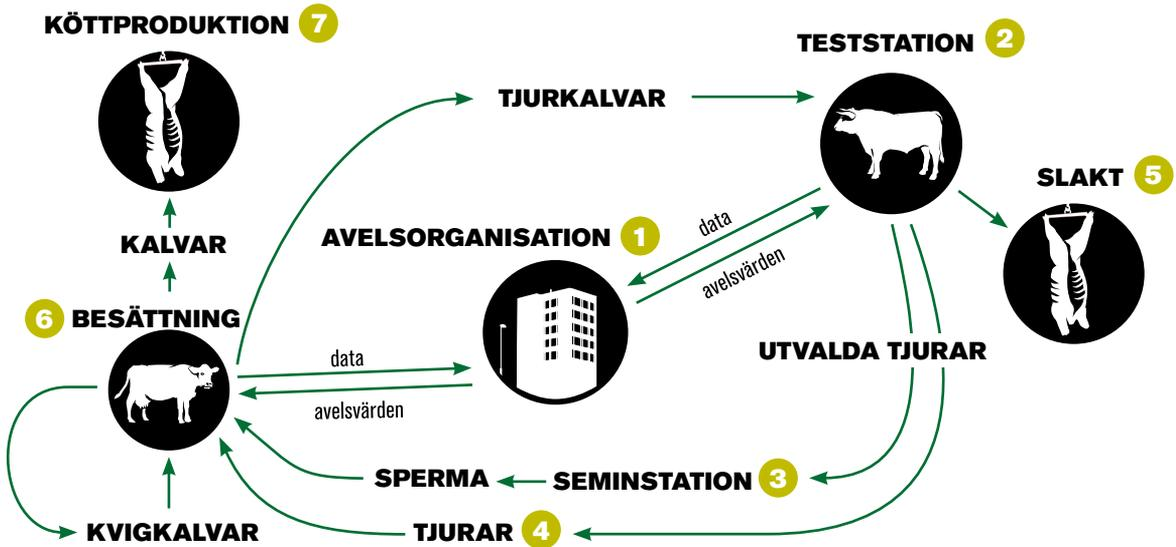 KÖTTPRODUKTION 7
TESTSTATION 2
TJURKALVAR
SLAKT 5
KALVAR
AVELSORGANISATION 1
data
avelsvärden
6 BESÄTTNING
data
avelsvärden
UTVALDA TJURAR
SPERMA
SEMINSTATION 3
KVIGKALVAR
TJURAR 4